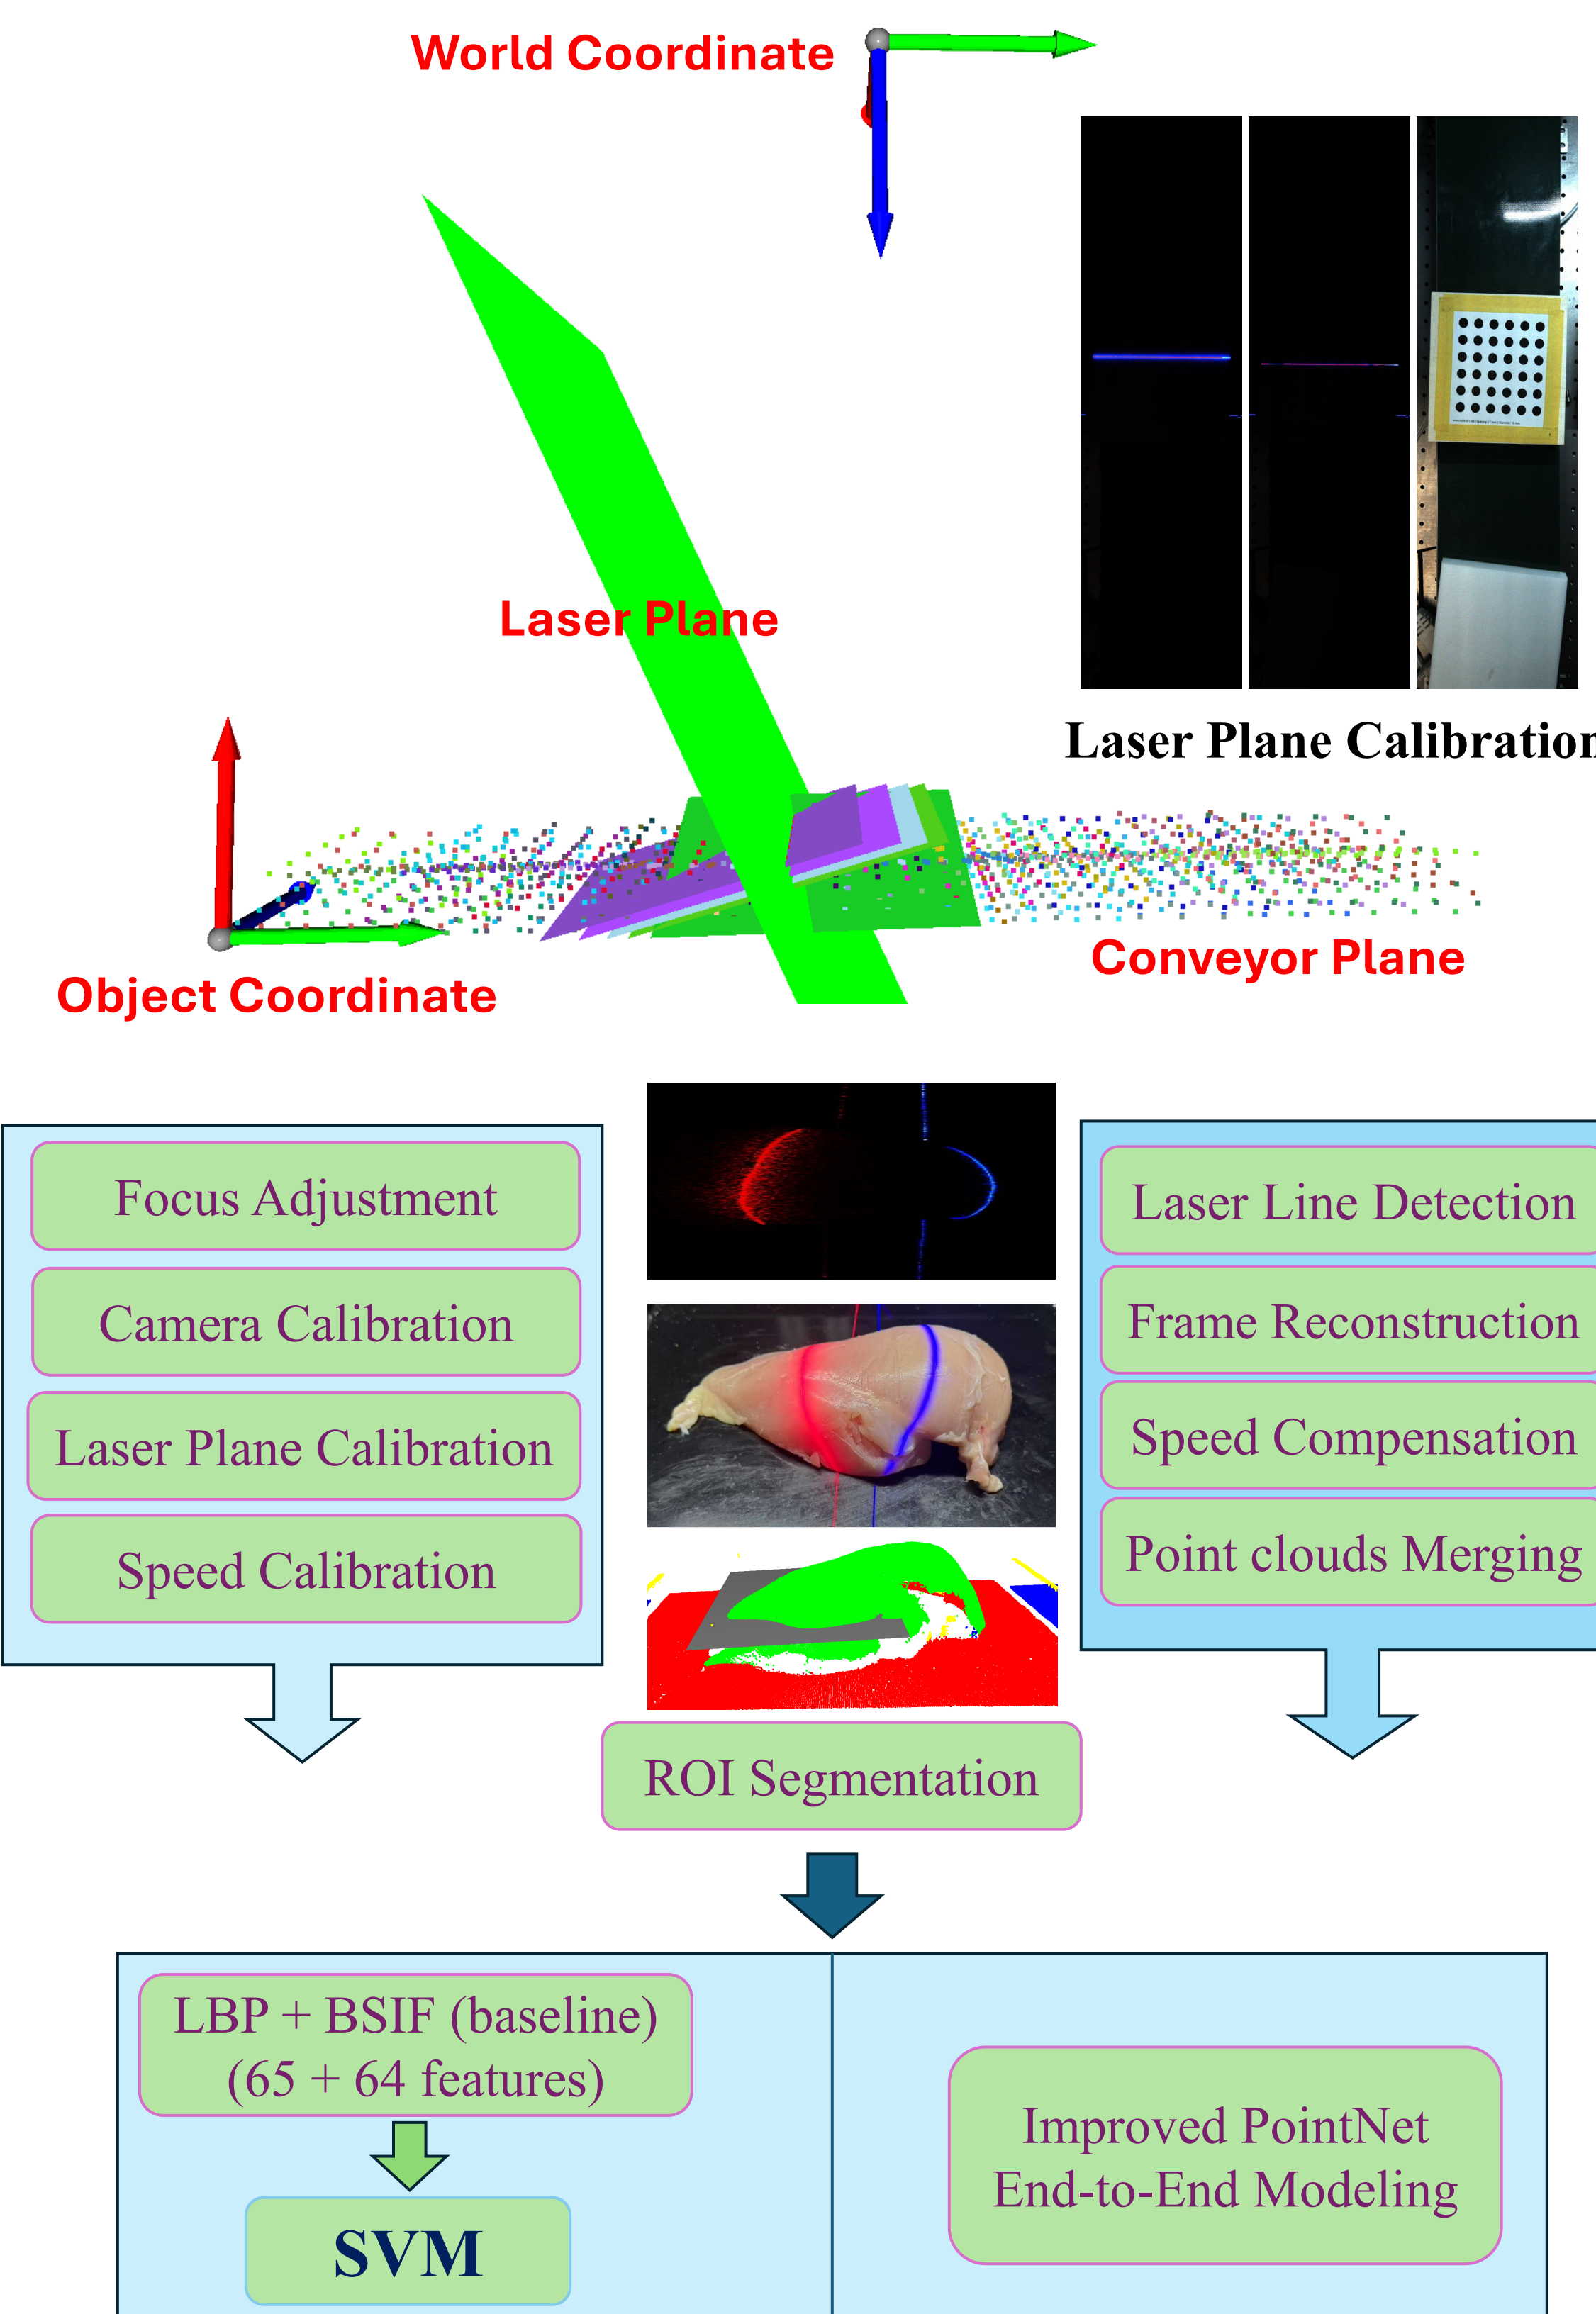 World Coordinate
Laser Plane
Laser Plane Calibration
Object Coordinate
Conveyor Plane
Focus Adjustment
Camera Calibration
Laser Plane Calibration
Speed Calibration
Laser Line Detection
Frame Reconstruction
Speed Compensation
Point clouds Merging
ROI Segmentation
LBP + BSIF (baseline)
(65 + 64 features)
SVM
Improved PointNet
End-to-End Modeling